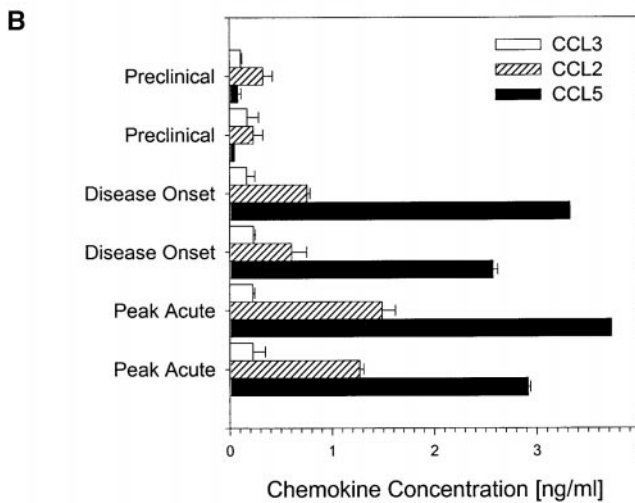 B
CCL3
CCL2
CCL5
Preclinical
Preclinical
Disease Onset
Disease Onset
Peak Acute
Peak Acute
0 1 2 3
Chemokine Concentration [ng/ml]